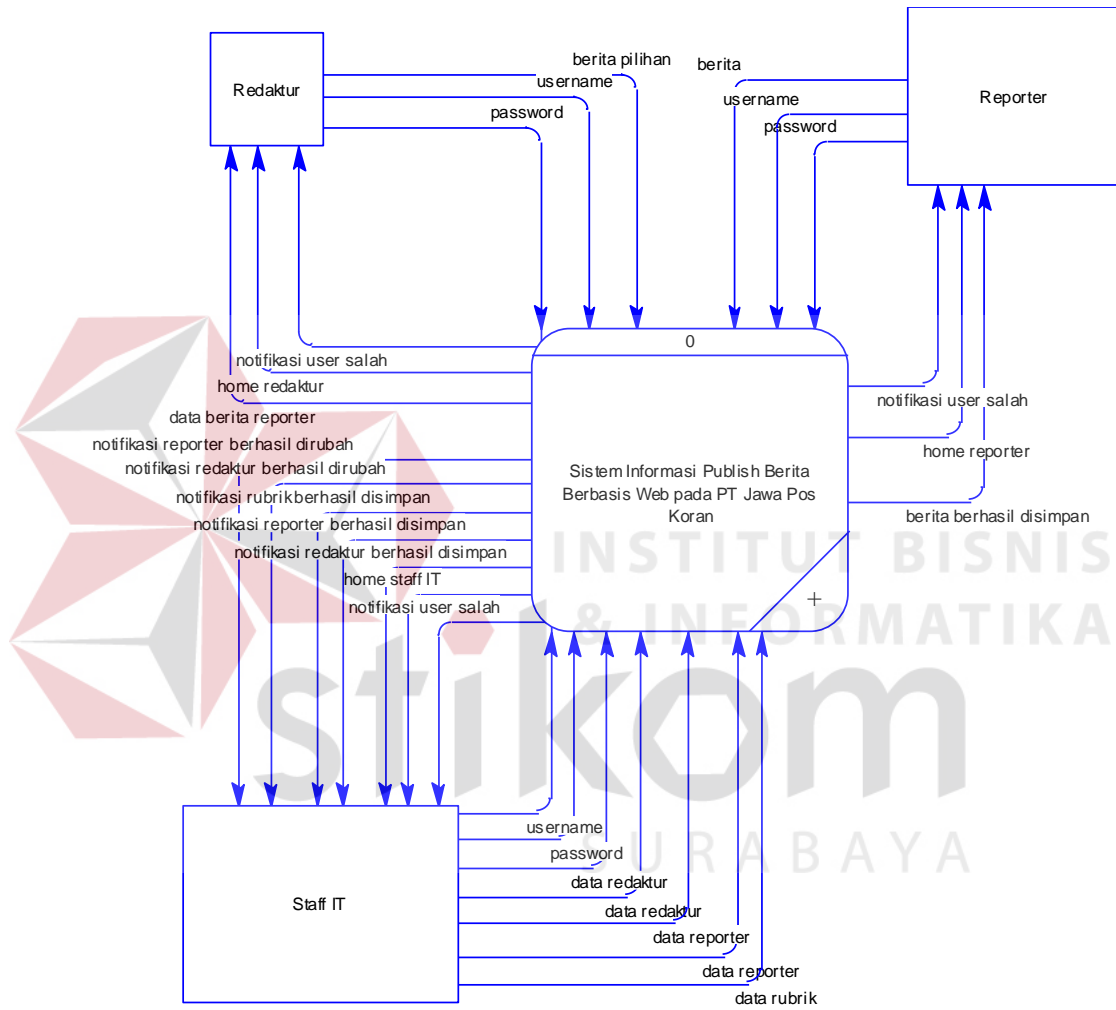 berita pilihan
username
password
Redaktur
berita
username
password
Reporter
notifikasi user salah
home redaktur
data berita reporter
0
Sistem Informasi Publish Berita
Berbasis Web pada PT Jawa Pos
Koran
notifikasi user salah
home reporter
berita berhasil disimpan
notifikasi reporter berhasil dirubah
notifikasi redaktur berhasil dirubah
notifikasi rubrik berhasil disimpan
notifikasi reporter berhasil disimpan
notifikasi redaktur berhasil disimpan
home staff IT
notifikasi user salah
+
INSTITUT BISNIS
& INFORMATIKA
stikom
SURABAYA
Staff IT
username
password
data redaktur
data redaktur
data reporter
data reporter
data rubrik